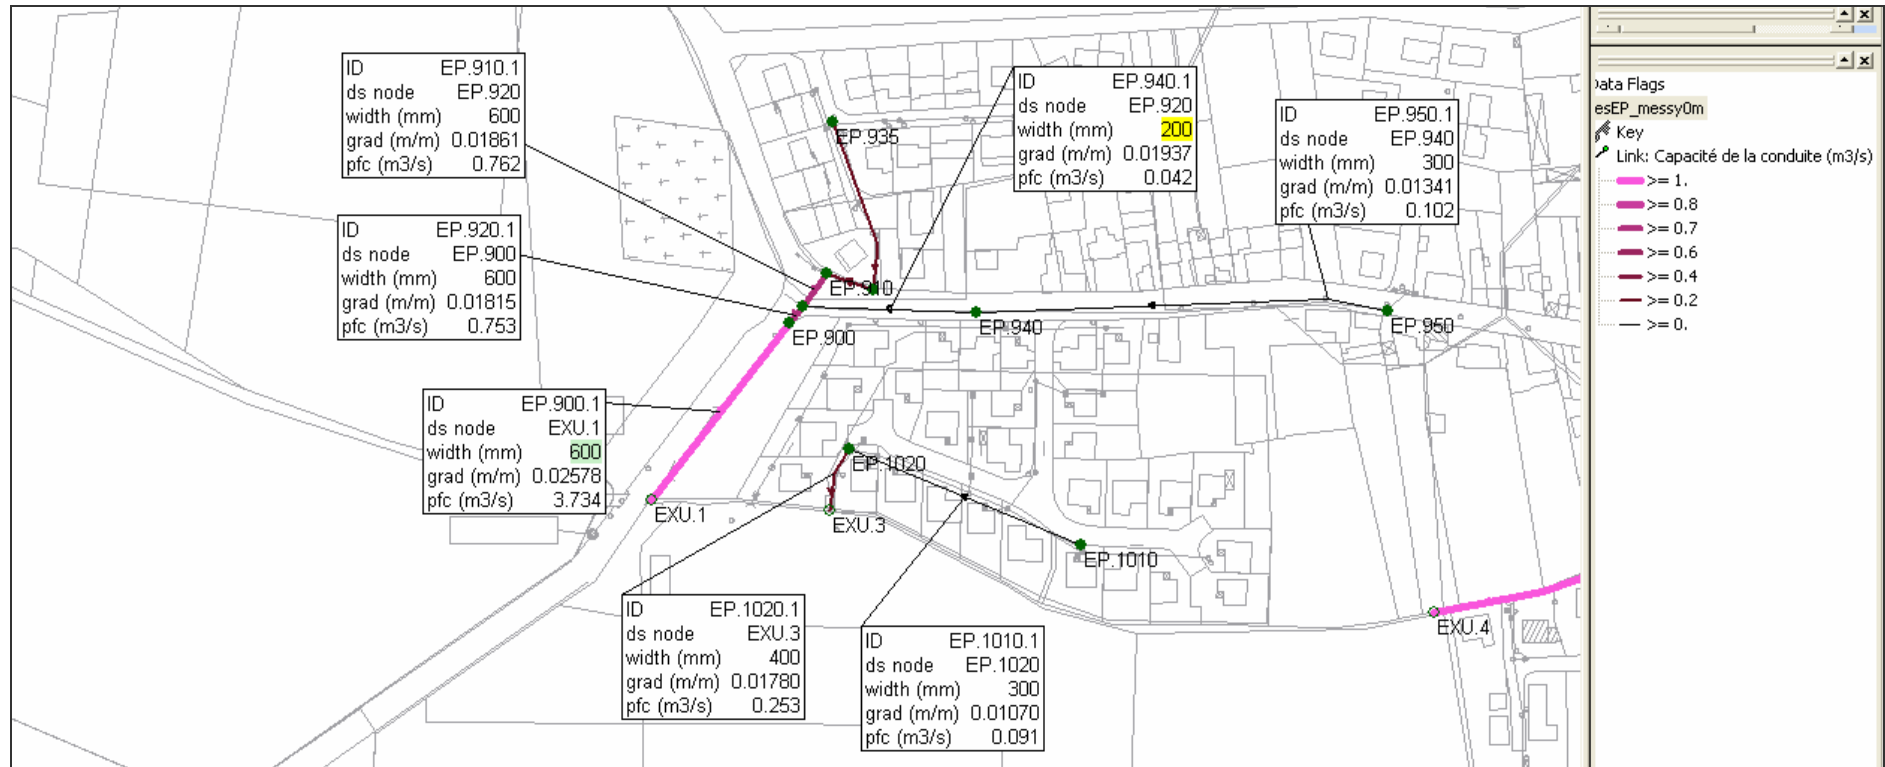 ID EP.910.1
ds node EP.920
width (mm) 600
grad (m/m) 0.01861
pfc (m3/s) 0.762
ID EP.940.1
ds node EP.920
width (mm) 200
grad (m/m) 0.01937
pfc (m3/s) 0.042
ID EP.950.1
ds node EP.940
width (mm) 300
grad (m/m) 0.01341
pfc (m3/s) 0.102
EP.935
ID EP.920.1
ds node EP.900
width (mm) 600
grad (m/m) 0.01815
pfc (m3/s) 0.753
EP.910
EP.900
EP.940
EP.950
ID EP.900.1
ds node EXU.1
width (mm) 600
grad (m/m) 0.02578
pfc (m3/s) 3.734
EP.1020
EXU.1
EXU.3
EP.1010
EXU.4
ID EP.1020.1
ds node EXU.3
width (mm) 400
grad (m/m) 0.01780
pfc (m3/s) 0.253
ID EP.1010.1
ds node EP.1020
width (mm) 300
grad (m/m) 0.01070
pfc (m3/s) 0.091
Data Flags
esEP_messy0m
Key
Link: Capacité de la conduite (m3/s)
>= 1.
>= 0.8
>= 0.7
>= 0.6
>= 0.4
>= 0.2
>= 0.